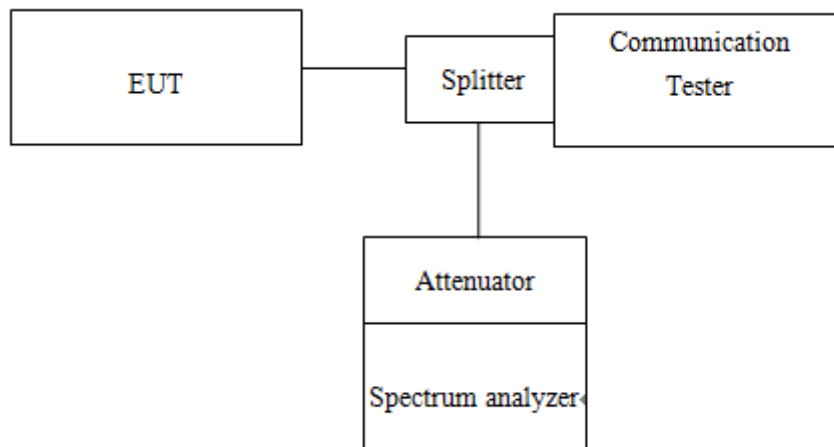 EUT
Splitter
Communication
Tester
Attenuator
Spectrum analyzer